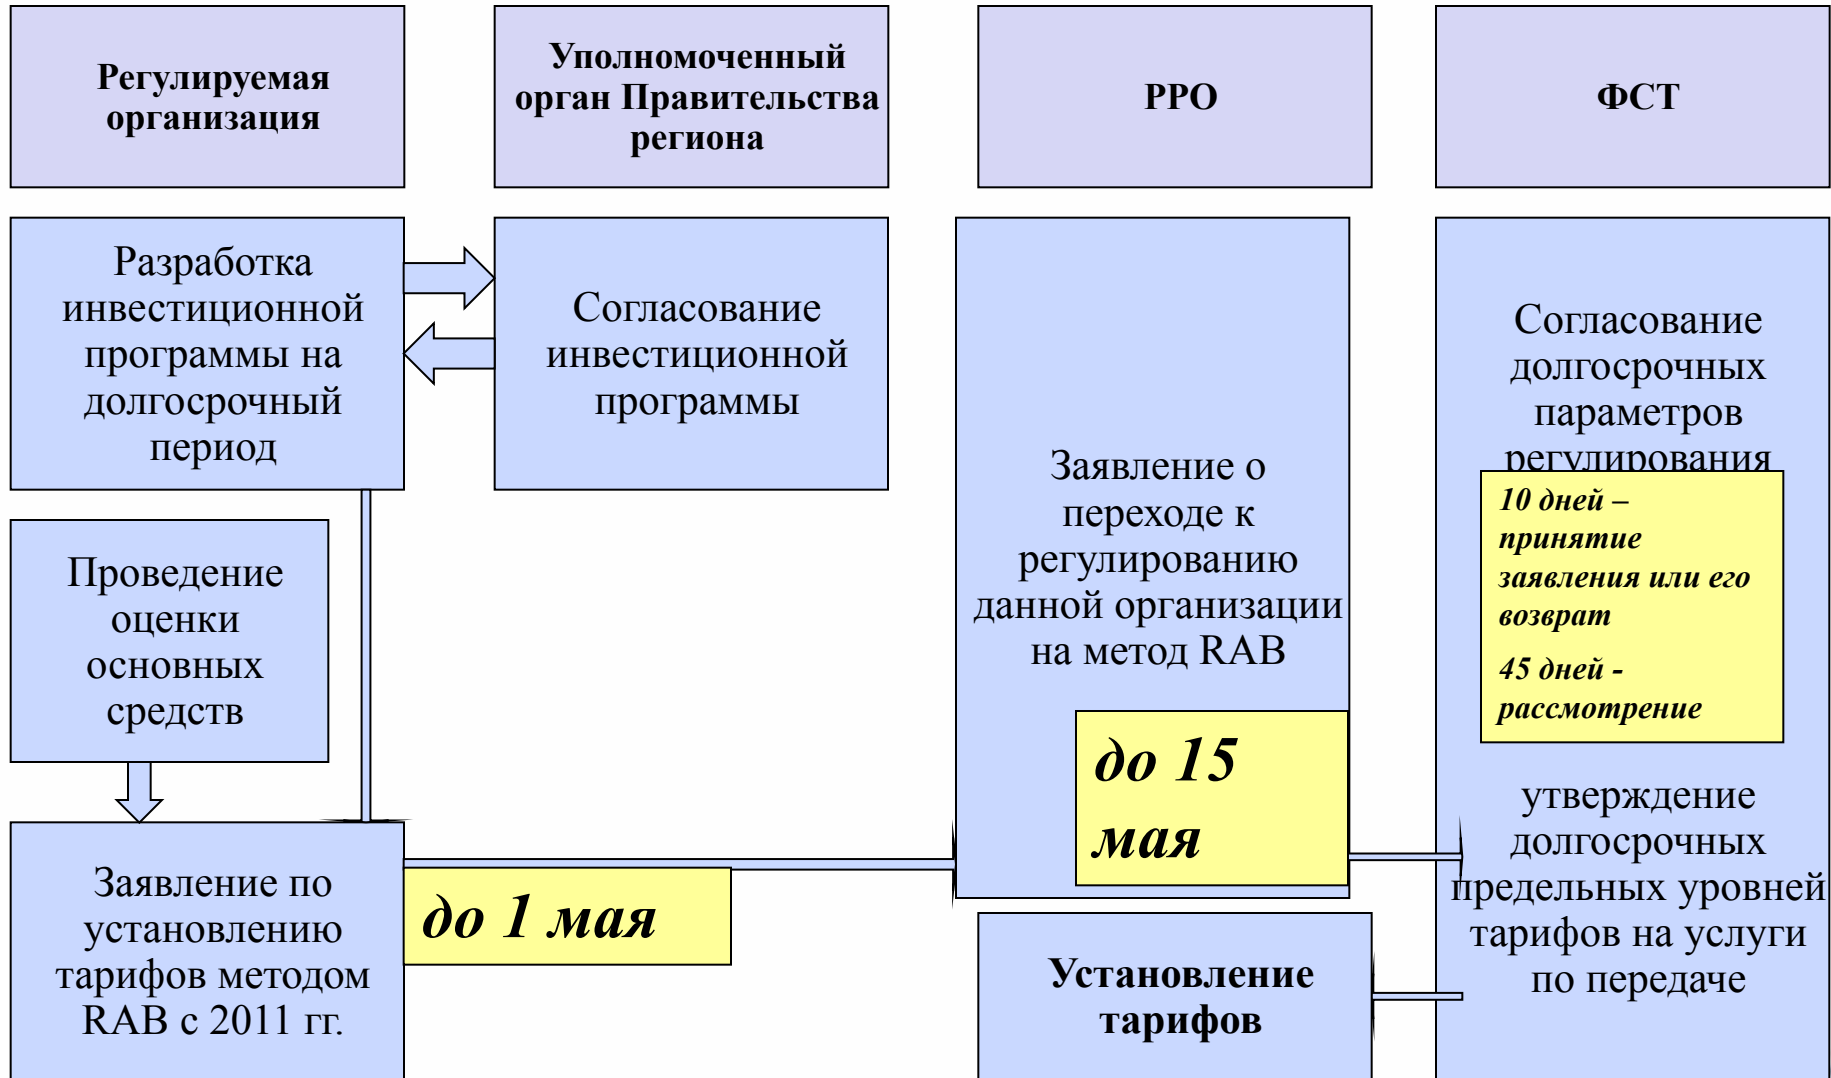 Регулируемая
организация
Уполномоченный
орган Правительства
региона
РРО
ФСТ
Разработка
инвестиционной
программы на
долгосрочный
период
Согласование
инвестиционной
программы
Проведение
оценки
основных
средств
Заявление по
установлению
тарифов методом
RAB с 2011 гг.
до 1 мая
Заявление о
переходе к
регулированию
данной организации
на метод RAB
до 15
мая
Установление
тарифов
Согласование
долгосрочных
параметров
регулирования
10 дней –
принятие
заявления или его
возврат
45 дней -
рассмотрение
утверждение
долгосрочных
предельных уровней
тарифов на услуги
по передаче